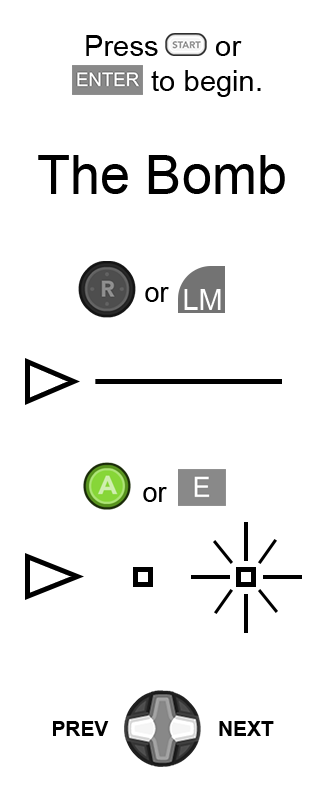 Press START or
ENTER to begin.
The Bomb
R or LM
A or E
PREV NEXT